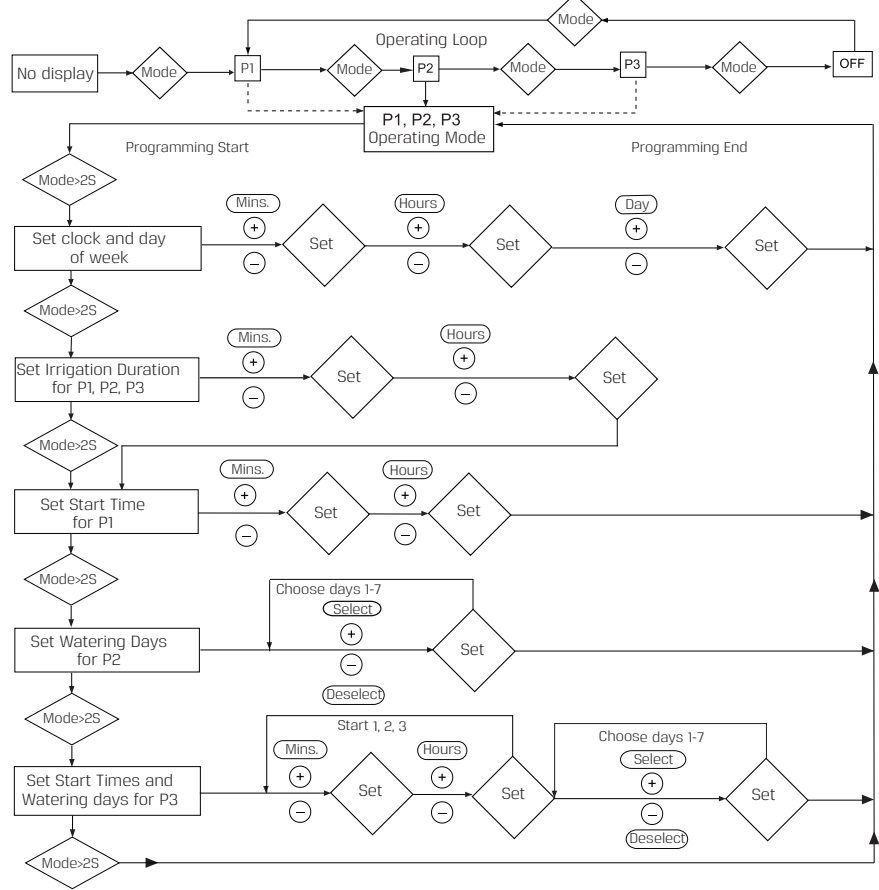 Mode
Operating Loop
No display
Mode
P1
Mode
P2
Mode
P3
Mode
OFF
P1, P2, P3
Operating Mode
Programming Start
Programming End
Mode>2S
Set clock and day
of week
Mins.
+
−
Set
Hours
+
−
Set
Day
+
−
Set
Mode>2S
Set Irrigation Duration
for P1, P2, P3
Mins.
+
−
Set
Hours
+
−
Set
Mode>2S
Set Start Time
for P1
Mins.
+
−
Set
Hours
+
−
Set
Mode>2S
Set Watering Days
for P2
Choose days 1-7
Select
+
−
Deselect
Set
Mode>2S
Set Start Times and
Watering days for P3
Start 1, 2, 3
Mins.
+
−
Set
Hours
+
−
Set
Choose days 1-7
Select
+
−
Deselect
Set
Mode>2S